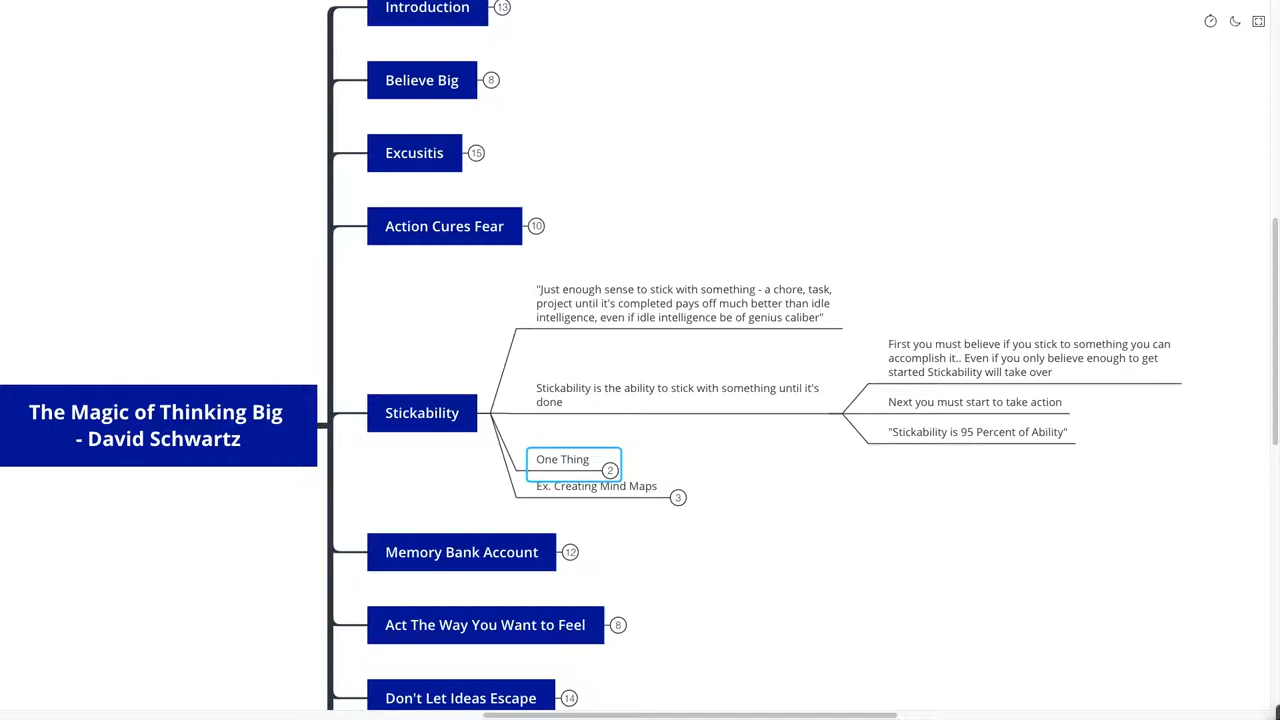 Introduction
13
Believe Big
8
Excusitis
15
Action Cures Fear
10
"Just enough sense to stick with something - a chore, task,
project until it's completed pays off much better than idle
intelligence, even if idle intelligence be of genius caliber"
First you must believe if you stick to something you can
accomplish it.. Even if you only believe enough to get
started Stickability will take over
Stickability is the ability to stick with something until it's
done
Next you must start to take action
"Stickability is 95 Percent of Ability"
The Magic of Thinking Big
- David Schwartz
Stickability
One Thing
2
Ex. Creating Mind Maps
3
Memory Bank Account
12
Act The Way You Want to Feel
8
Don't Let Ideas Escape
14